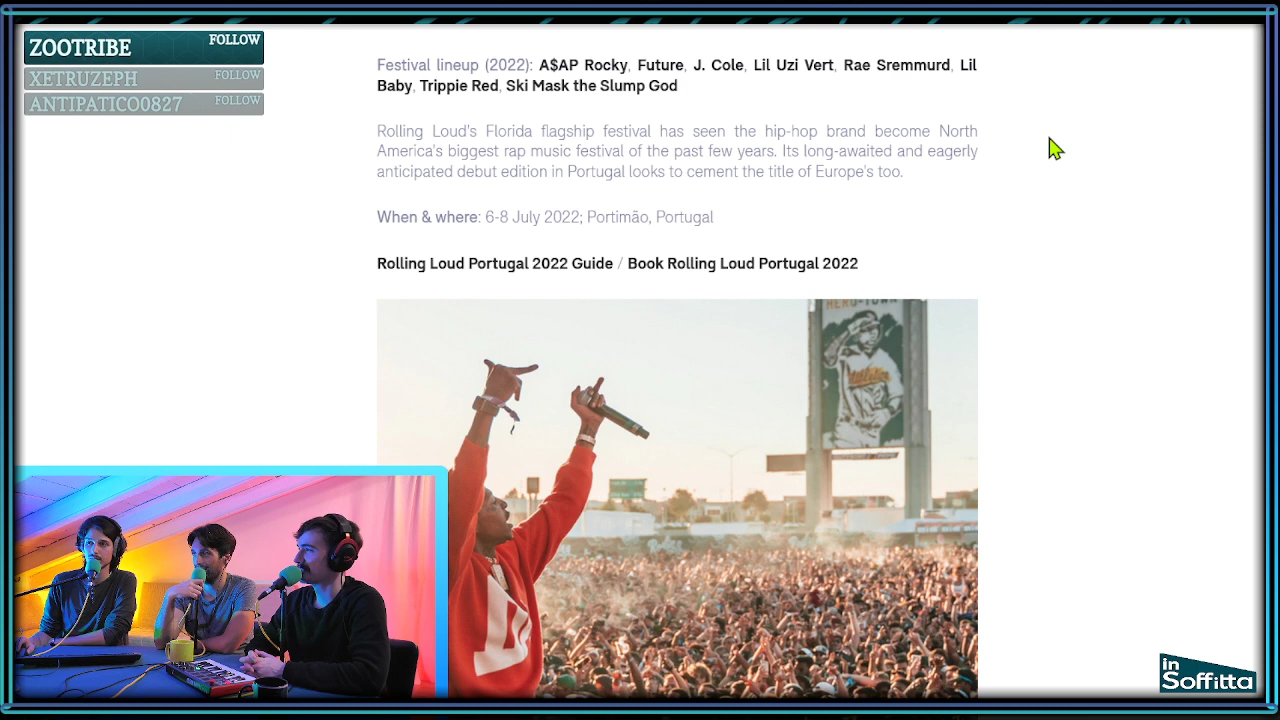 ZOOTRIBE FOLLOW
XETRUZEPH FOLLOW
ANTIPATICO0827 FOLLOW
Festival lineup (2022): A$AP Rocky, Future, J. Cole, Lil Uzi Vert, Rae Sremmurd, Lil
Baby, Trippie Red, Ski Mask the Slump God
Rolling Loud's Florida flagship festival has seen the hip-hop brand become North
America's biggest rap music festival of the past few years. Its long-awaited and eagerly
anticipated debut edition in Portugal looks to cement the title of Europe's too.
When & where: 6-8 July 2022; Portimão, Portugal
Rolling Loud Portugal 2022 Guide / Book Rolling Loud Portugal 2022
HERO-TOWN
in
Soffitta